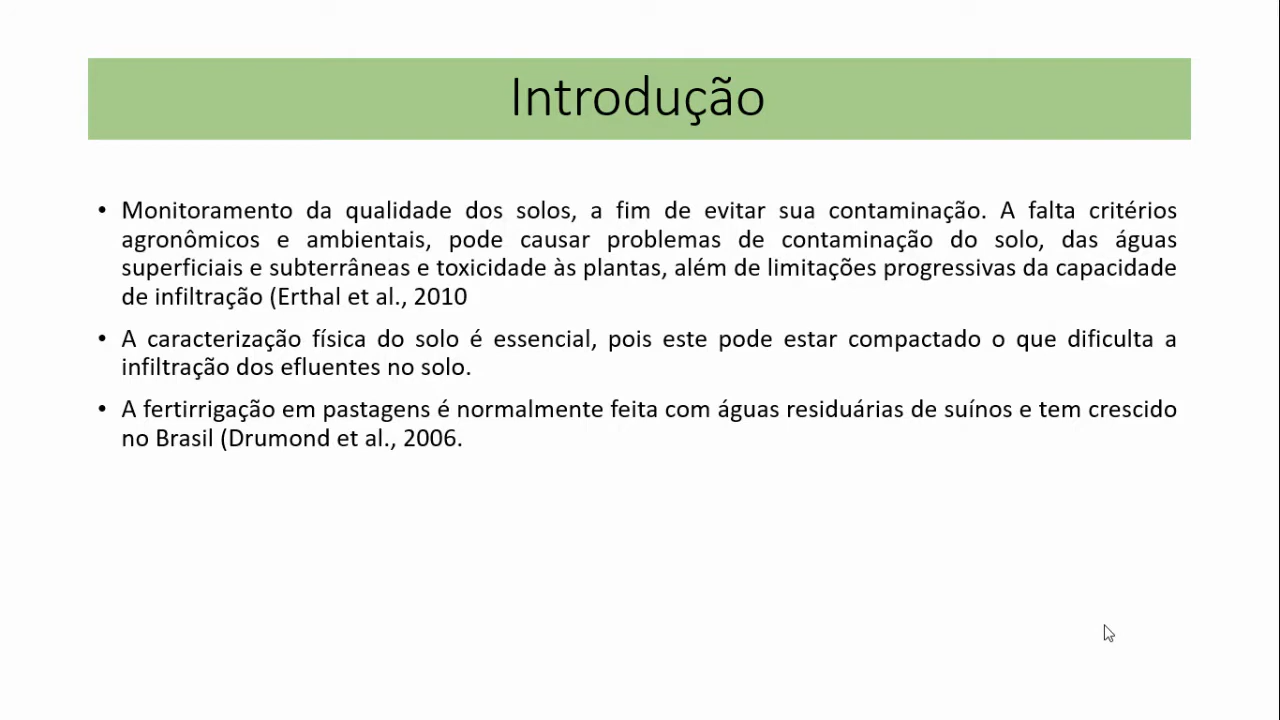 Introdução
• Monitoramento da qualidade dos solos, a fim de evitar sua contaminação. A falta critérios
agronômicos e ambientais, pode causar problemas de contaminação do solo, das águas
superficiais e subterrâneas e toxicidade às plantas, além de limitações progressivas da capacidade
de infiltração (Erthal et al., 2010
• A caracterização física do solo é essencial, pois este pode estar compactado o que dificulta a
infiltração dos efluentes no solo.
• A fertirrigação em pastagens é normalmente feita com águas residuárias de suínos e tem crescido
no Brasil (Drumond et al., 2006.